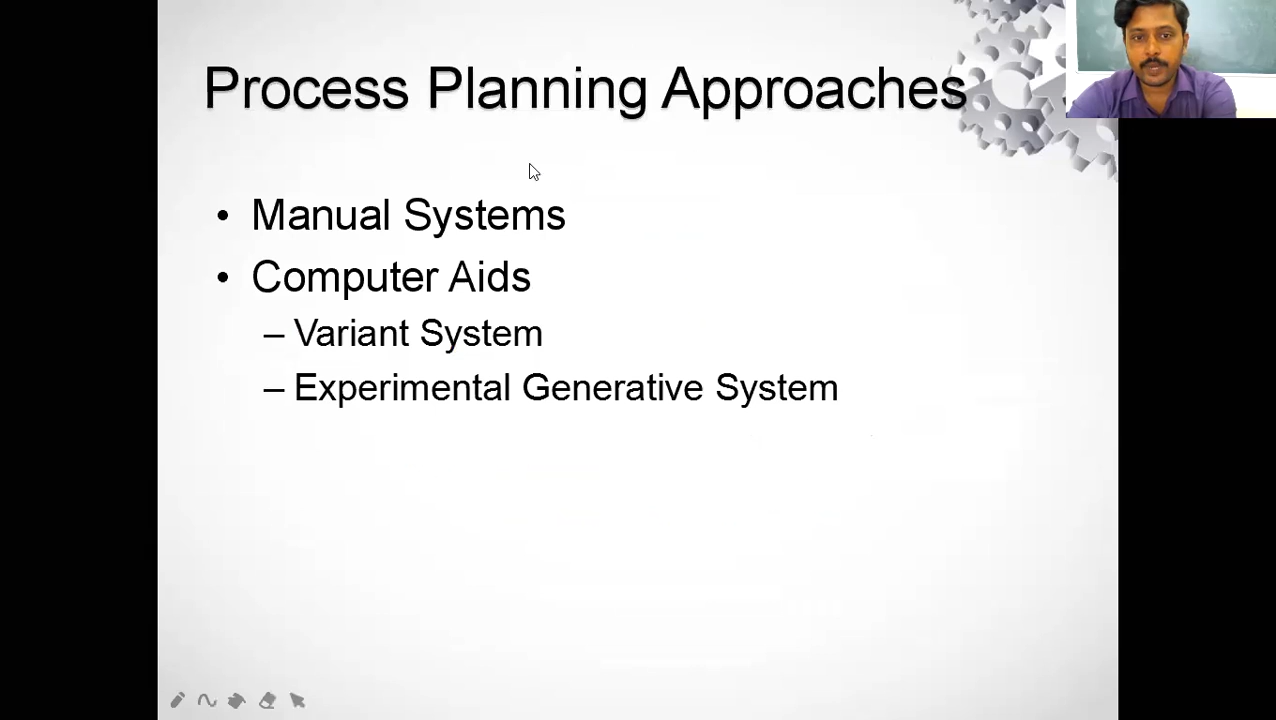 Process Planning Approaches
• Manual Systems
• Computer Aids
– Variant System
– Experimental Generative System